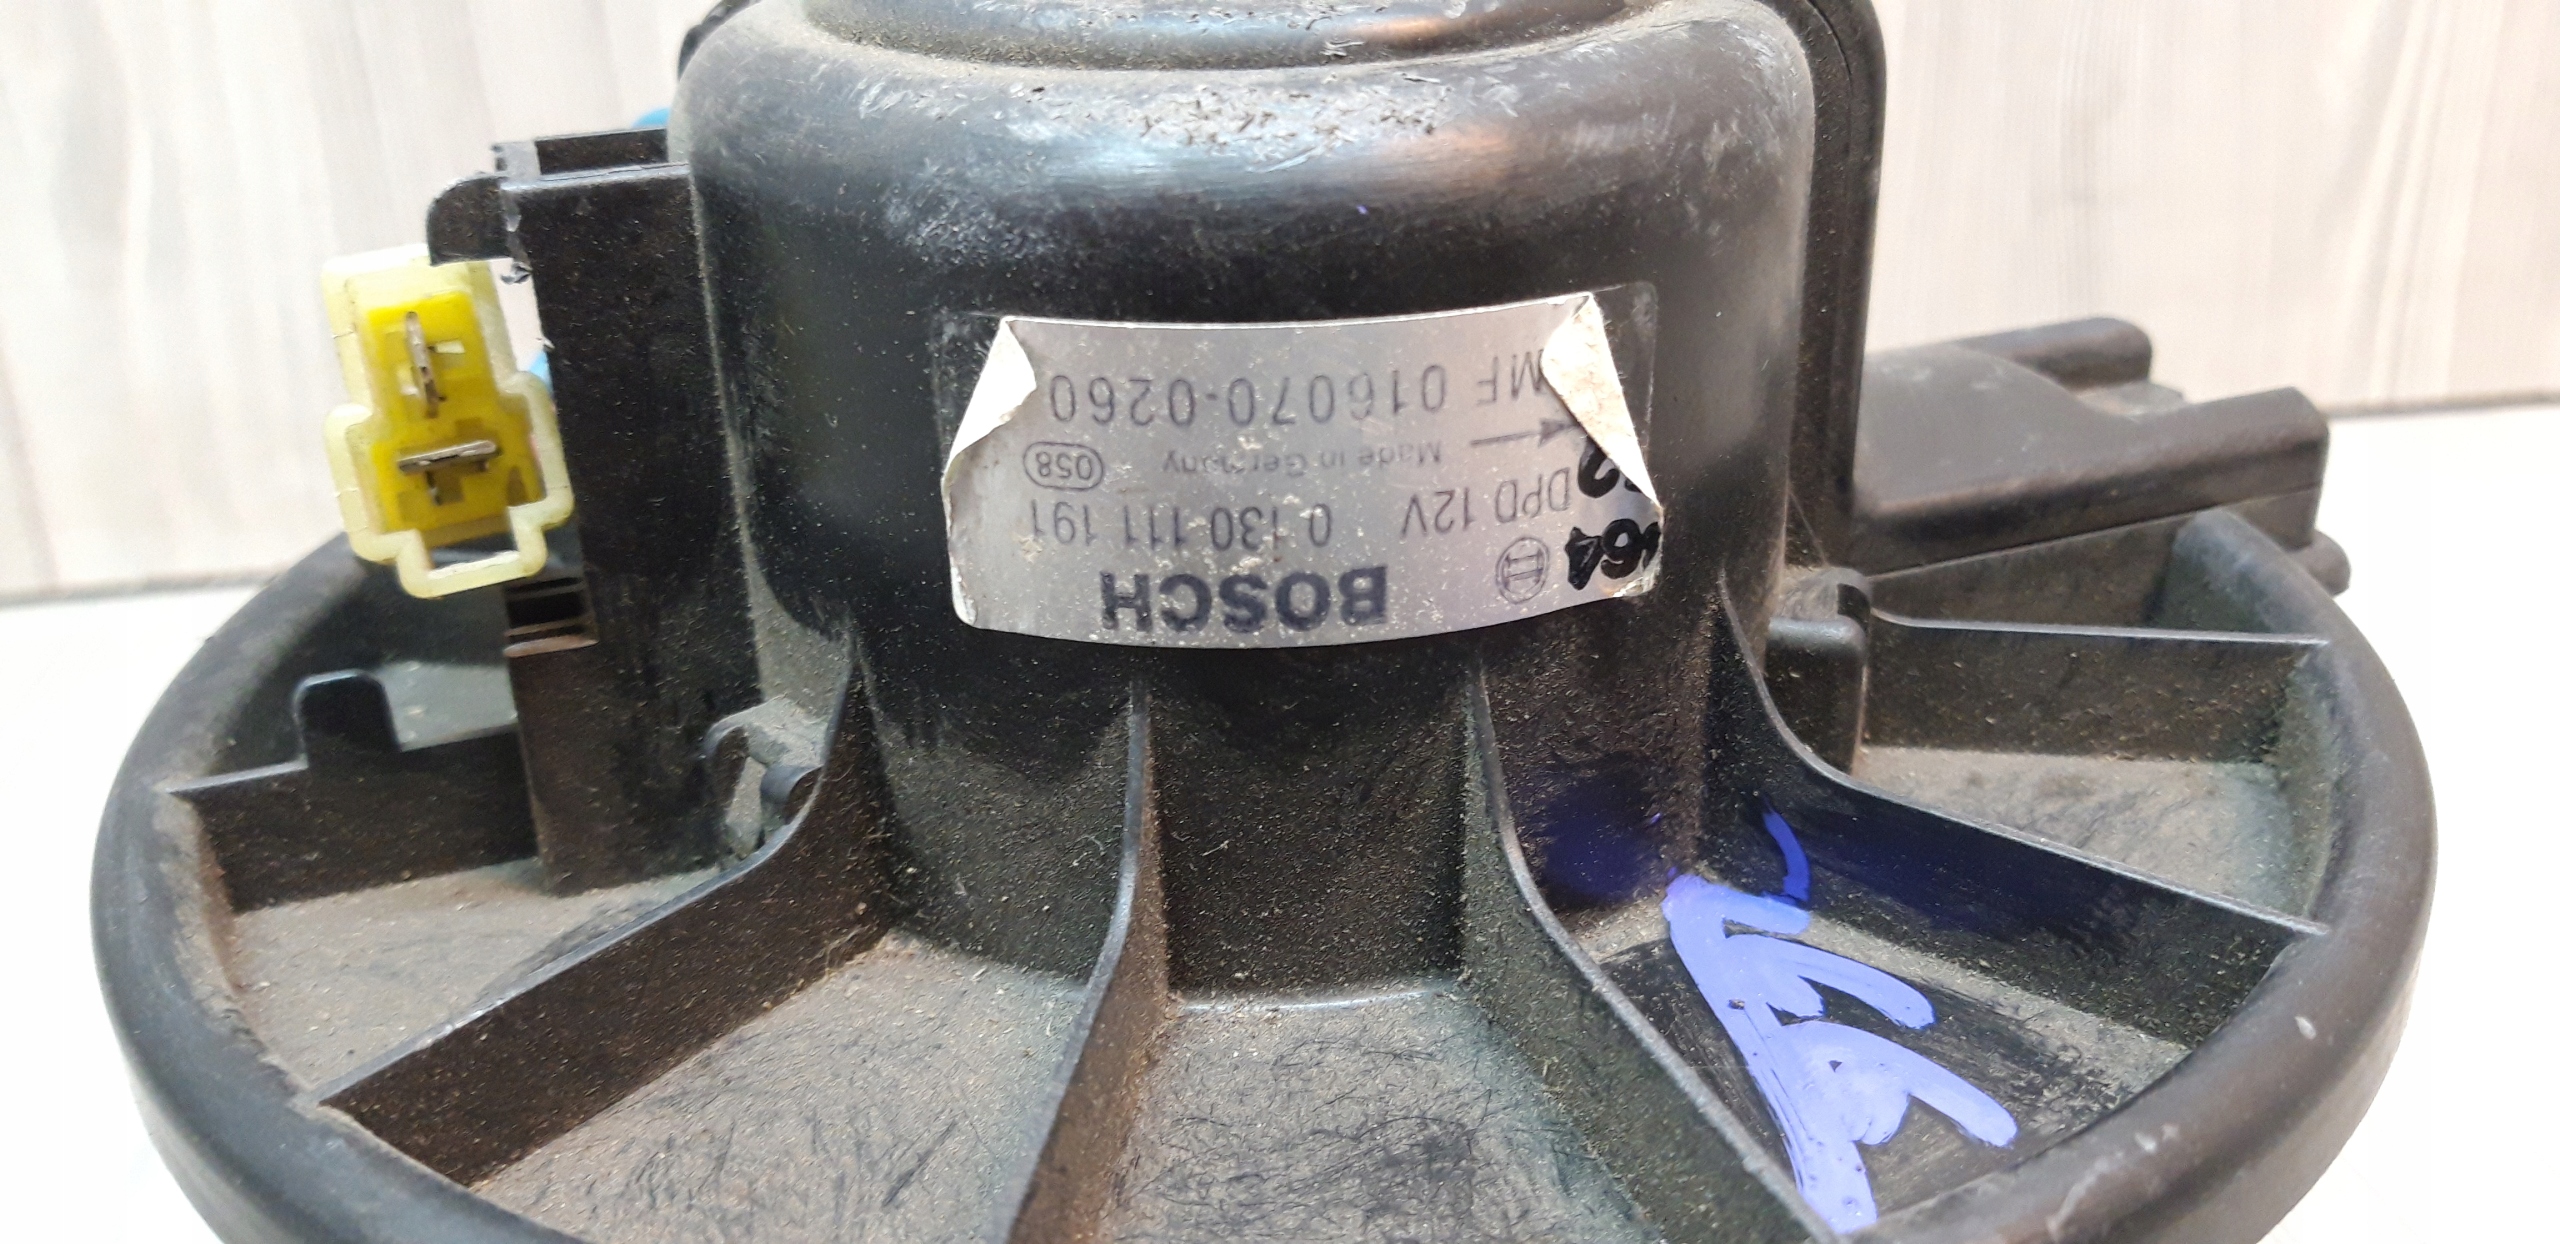 BOSCH
DPD 12V 0 130 111 191
Made in Germany 058
MF 016070-0260